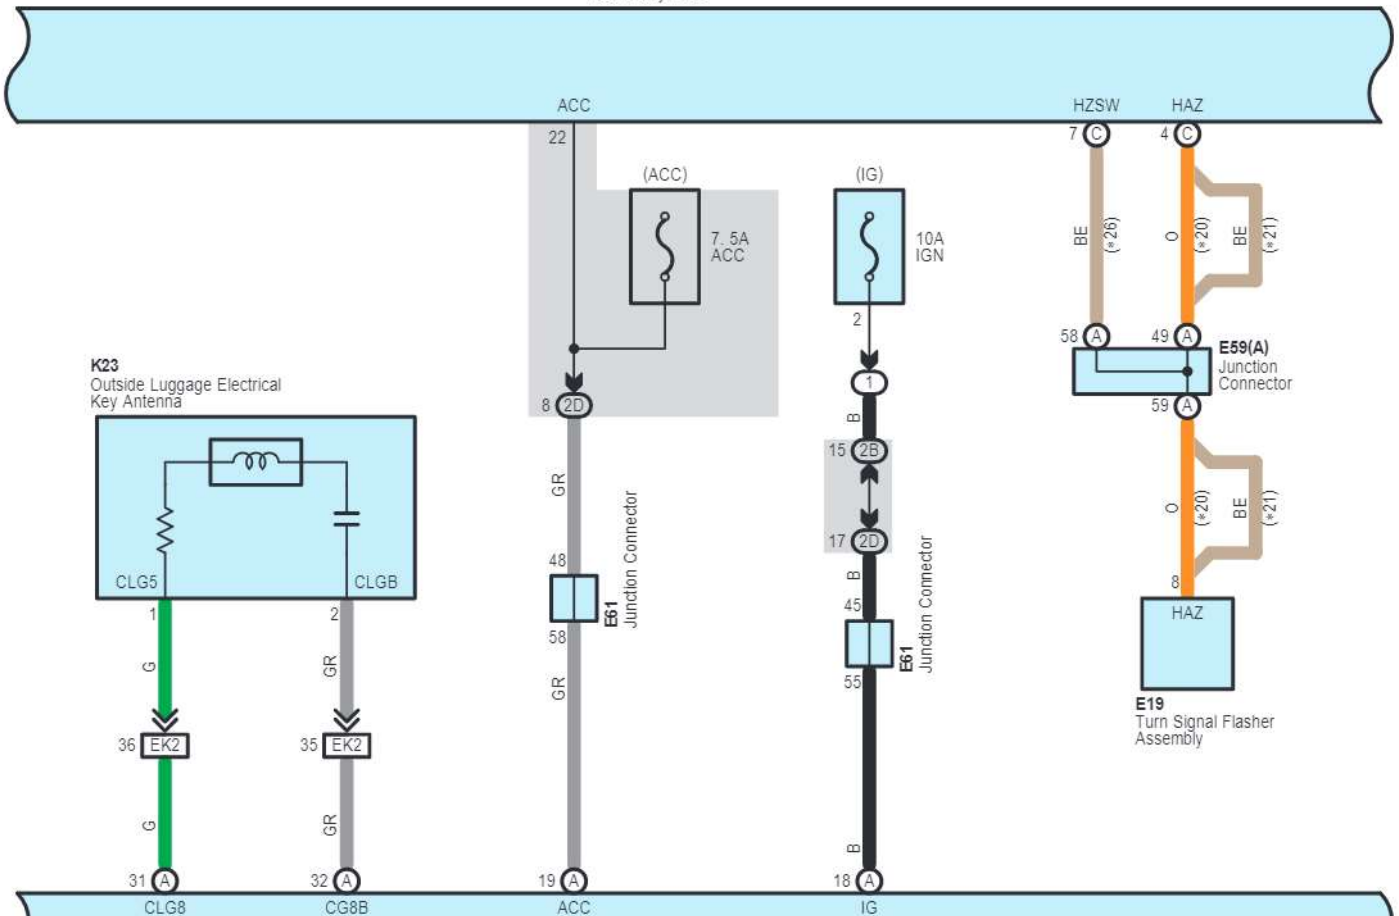 ACC
HZSW
HAZ
22
7 C
4 C
(ACC)
(IG)
7. 5A
ACC
10A
IGN
BE
(*26)
O
(*20)
BE
(*21)
2
58 A
49 A
E59(A)
Junction
Connector
K23
Outside Luggage Electrical
Key Antenna
1
8 2D
59 A
B
15 2B
GR
O
(*20)
BE
(*21)
17 2D
48
E61
Junction Connector
58
B
45
E61
Junction Connector
55
CLG5
CLGB
1
2
8
HAZ
G
GR
GR
E19
Turn Signal Flasher
Assembly
36 EK2
35 EK2
G
GR
B
31 A
32 A
19 A
18 A
CLG8
CG8B
ACC
IG